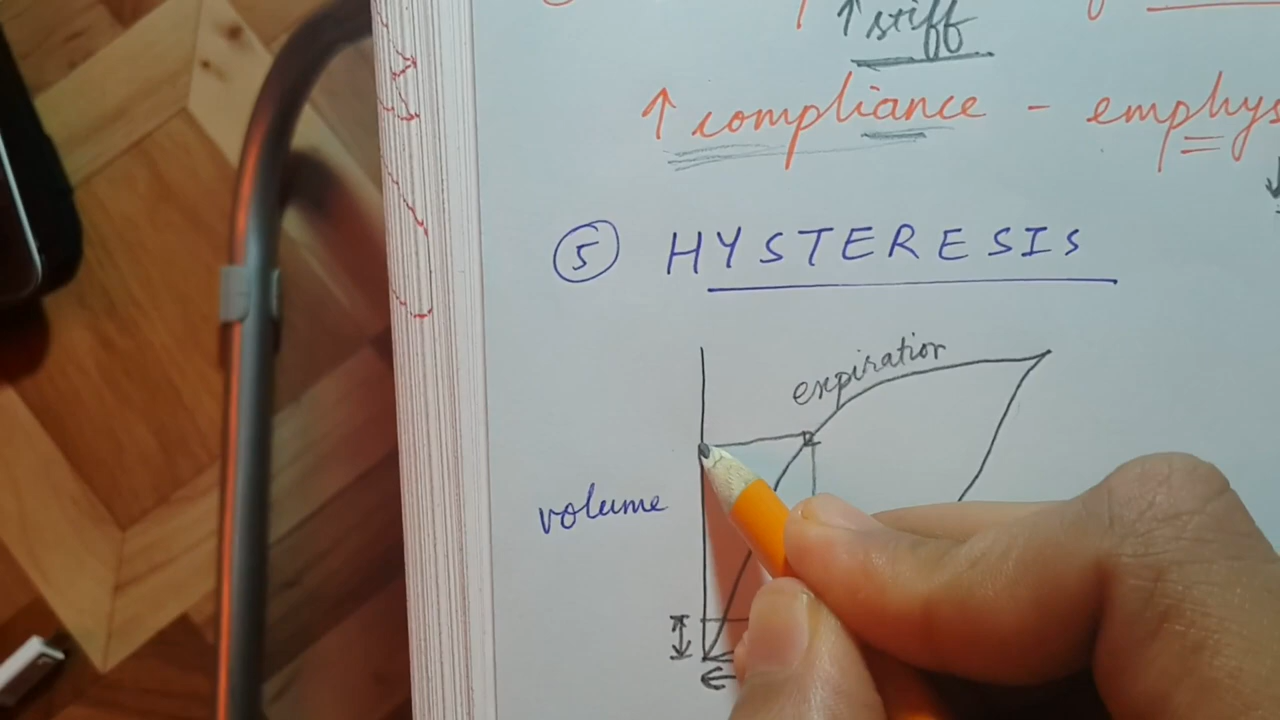 ↑ stiff
↑ compliance - emphys
⑤ HYSTERESIS
expiration
volume